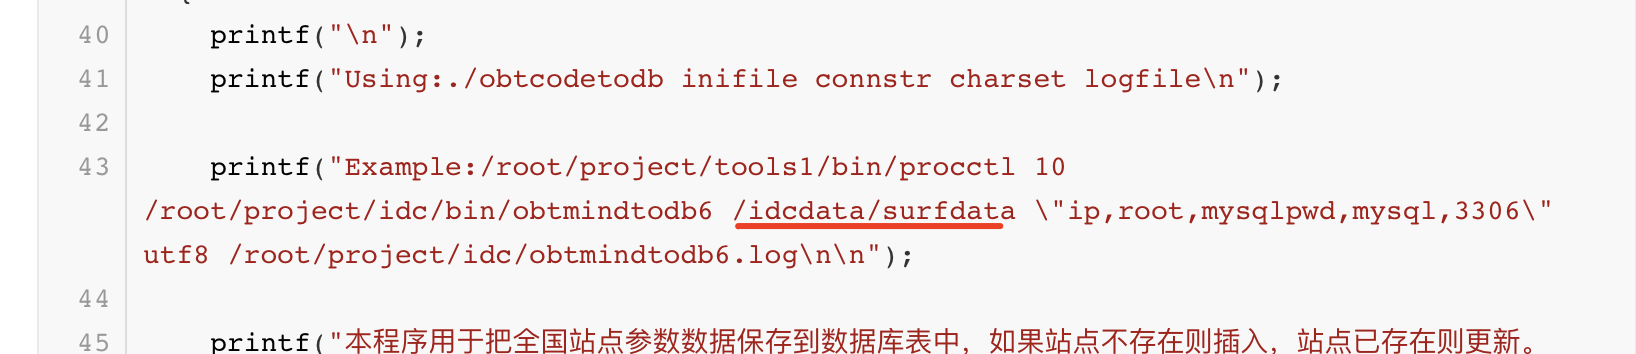 40 printf("\n");
41 printf("Using:./obtcodetodb inifile connstr charset logfile\n");
42
43 printf("Example:/root/project/tools1/bin/procctl 10
/root/project/idc/bin/obtmindtodb6 /idcdata/surfdata \"ip,root,mysqlpwd,mysql,3306\"
utf8 /root/project/idc/obtmindtodb6.log\n\n");
44
45 printf("本程序用于把全国站点参数数据保存到数据库表中，如果站点不存在则插入，站点已存在则更新。